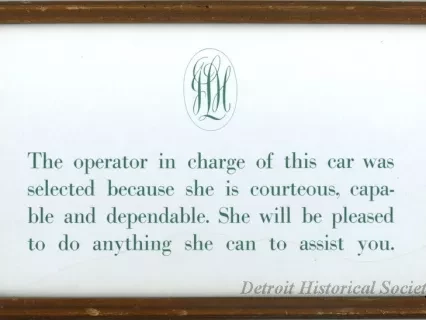 JLH
The operator in charge of this car was
selected because she is courteous, capa-
ble and dependable. She will be pleased
to do anything she can to assist you.
Detroit Historical Societ